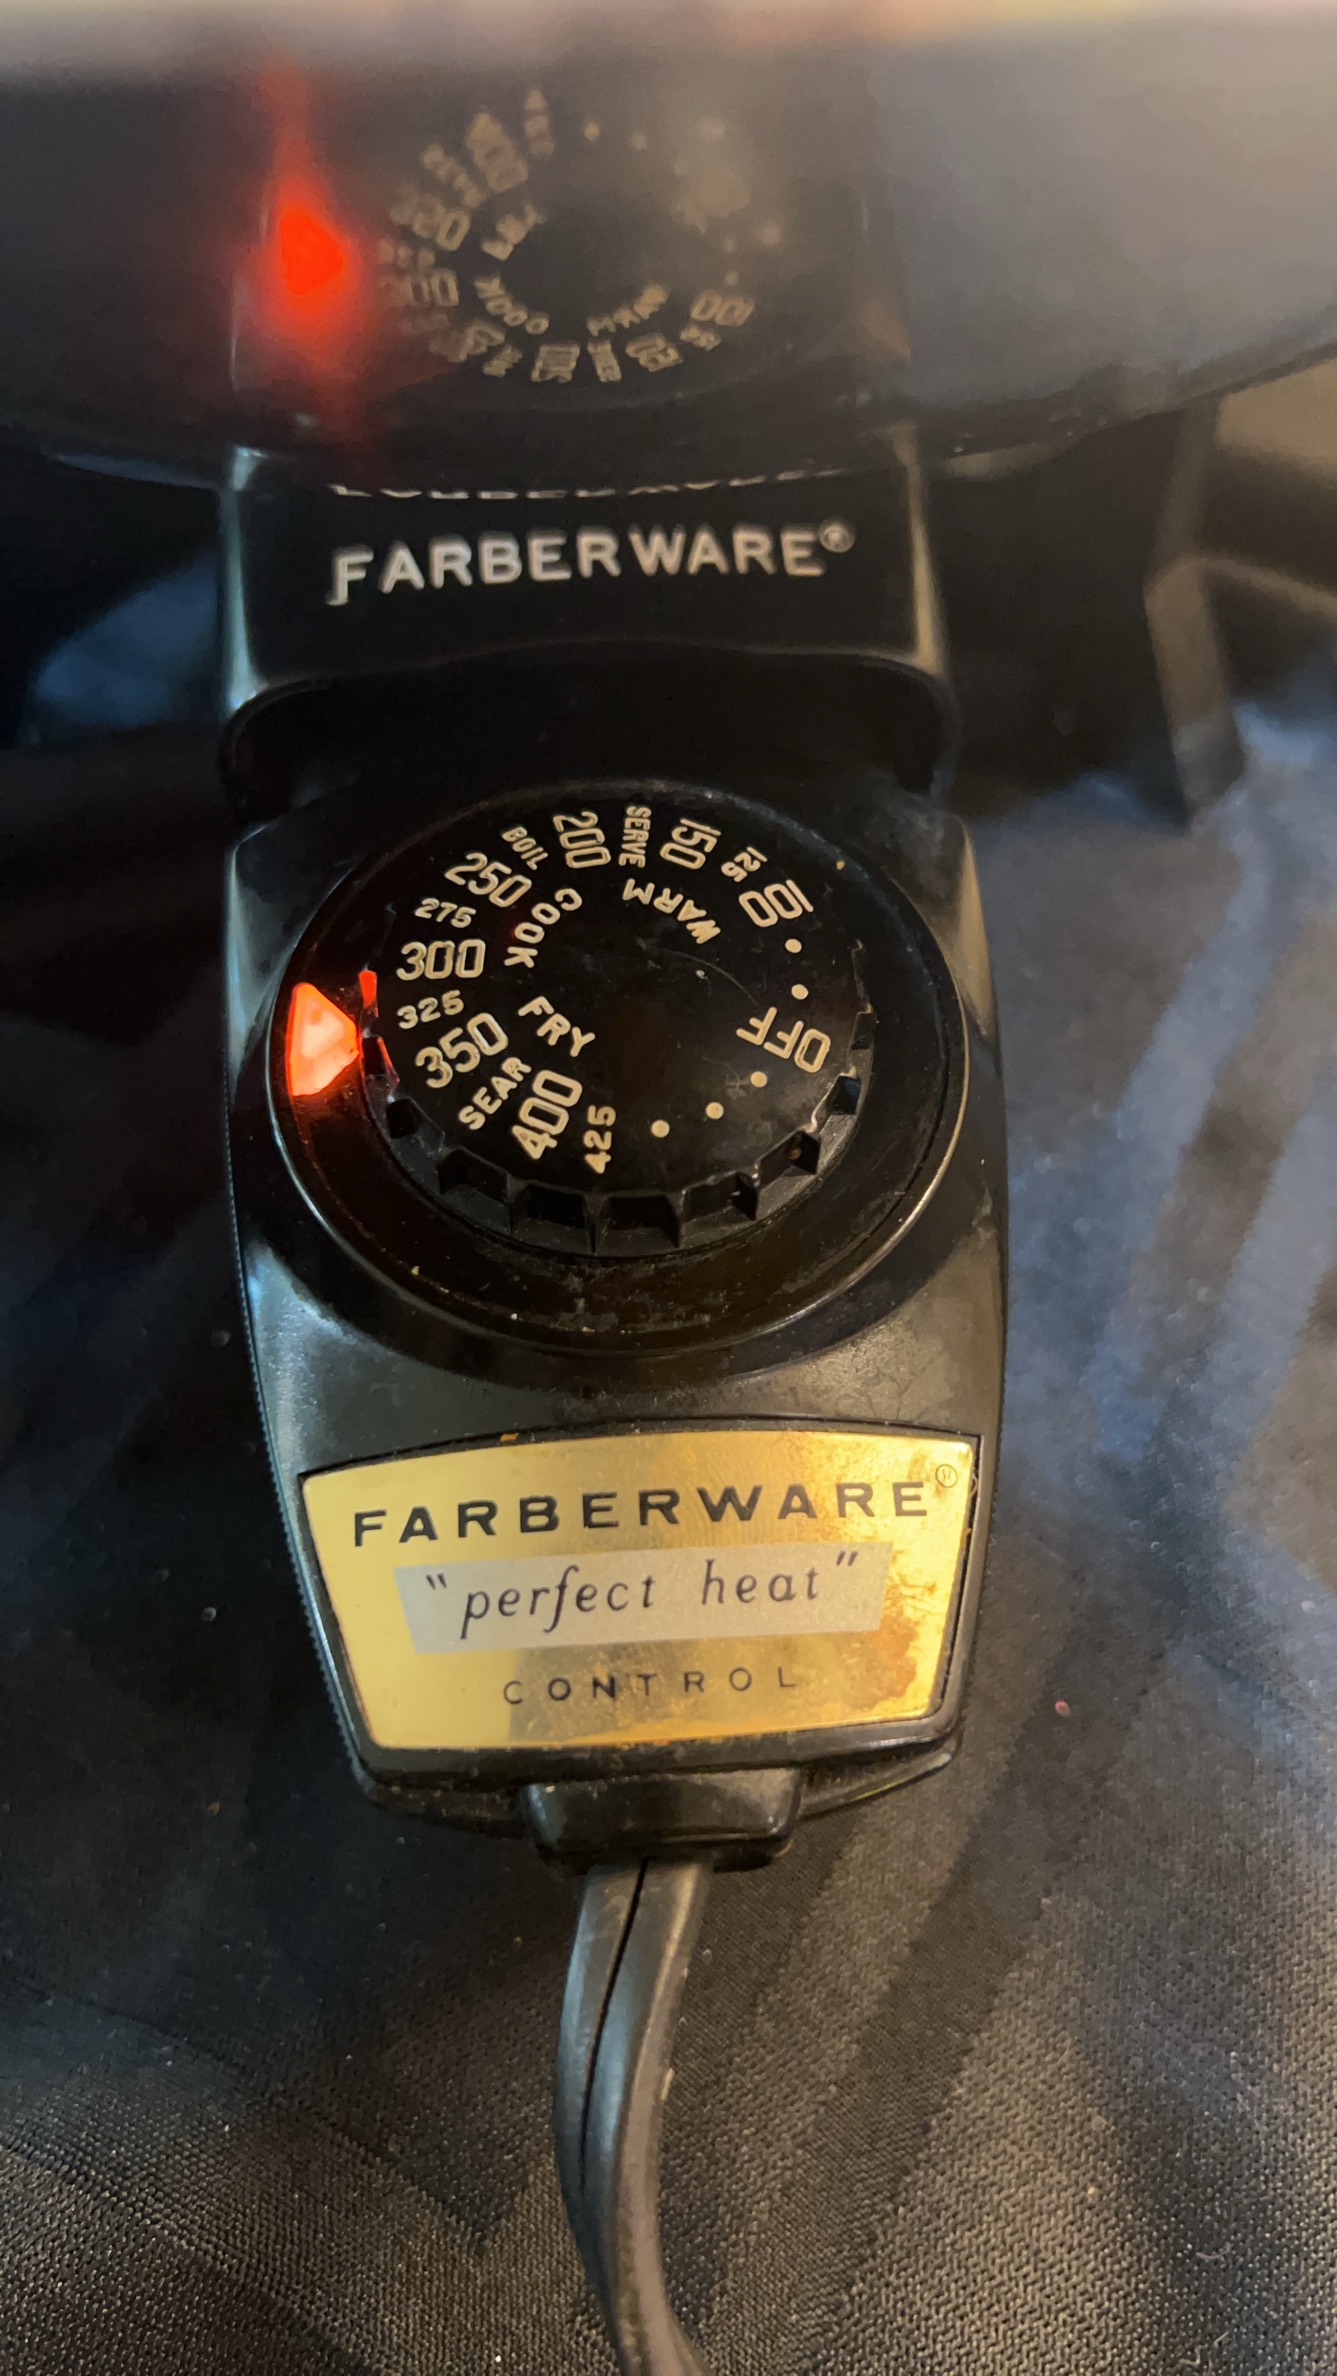 FARBERWARE®
OFF
100
125
150
SERVE
200
BOIL
250
275
300
325
350
SEAR
400
425
WARM
COOK
FRY
FARBERWARE®
"perfect heat"
CONTROL